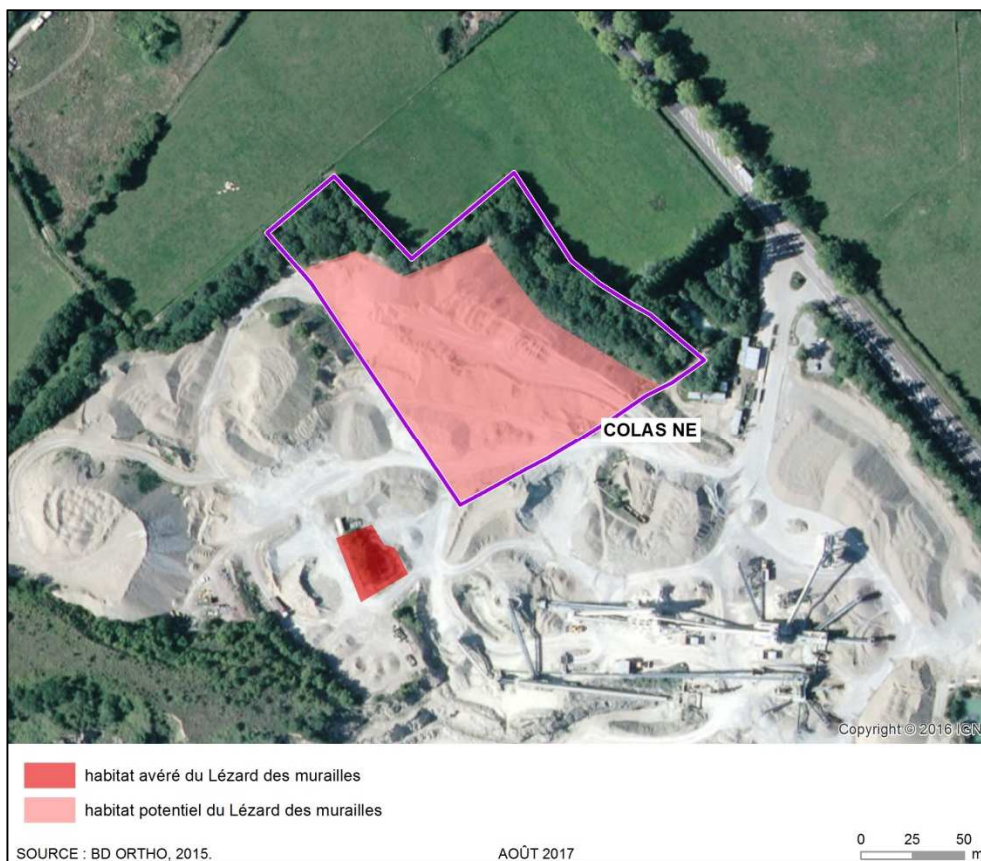 COLAS NE
Copyright © 2016 IGN
habitat avéré du Lézard des murailles
habitat potentiel du Lézard des murailles
SOURCE : BD ORTHO, 2015.
AOÛT 2017
0 25 50
m